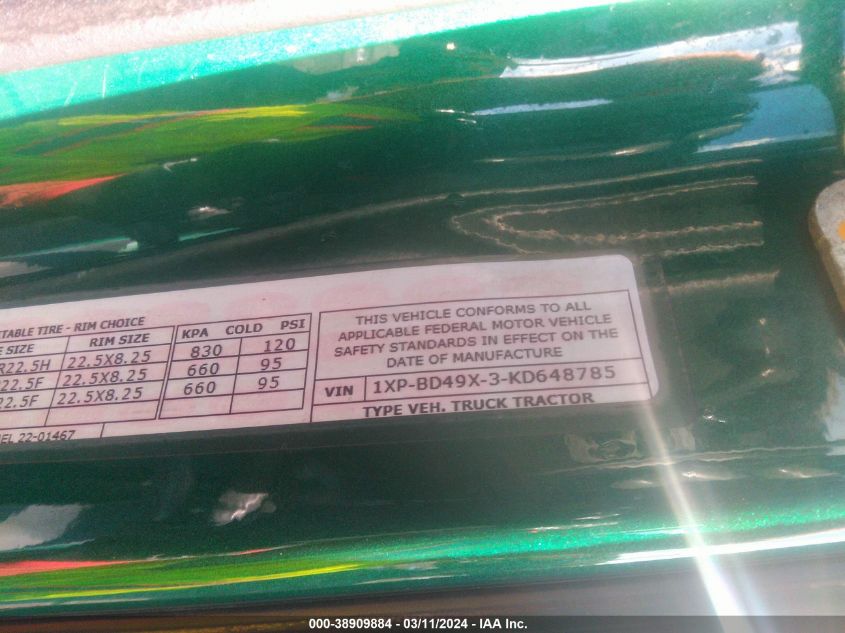 TABLE TIRE - RIM CHOICE
SIZE RIM SIZE KPA COLD PSI
R22.5H 22.5X8.25 830 120
22.5F 22.5X8.25 660 95
22.5F 22.5X8.25 660 95
22-01467
THIS VEHICLE CONFORMS TO ALL
APPLICABLE FEDERAL MOTOR VEHICLE
SAFETY STANDARDS IN EFFECT ON THE
DATE OF MANUFACTURE
VIN 1XP-BD49X-3-KD648785
TYPE VEH. TRUCK TRACTOR
000-38909884 - 03/11/2024 - IAA Inc.